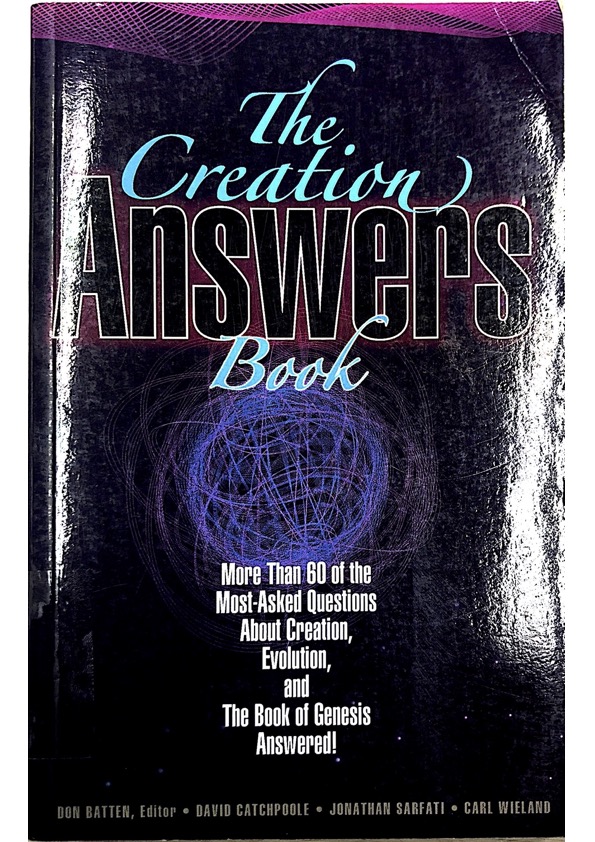 The
Creation
Answers
Book
More Than 60 of the
Most-Asked Questions
About Creation,
Evolution,
and
The Book of Genesis
Answered!
DON BATTEN, Editor • DAVID CATCHPOOLE • JONATHAN SARFATI • CARL WIELAND